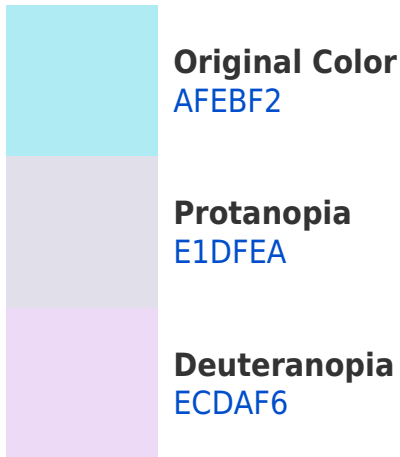 Original Color
AFEBF2
Protanopia
E1DFEA
Deuteranopia
ECDAF6